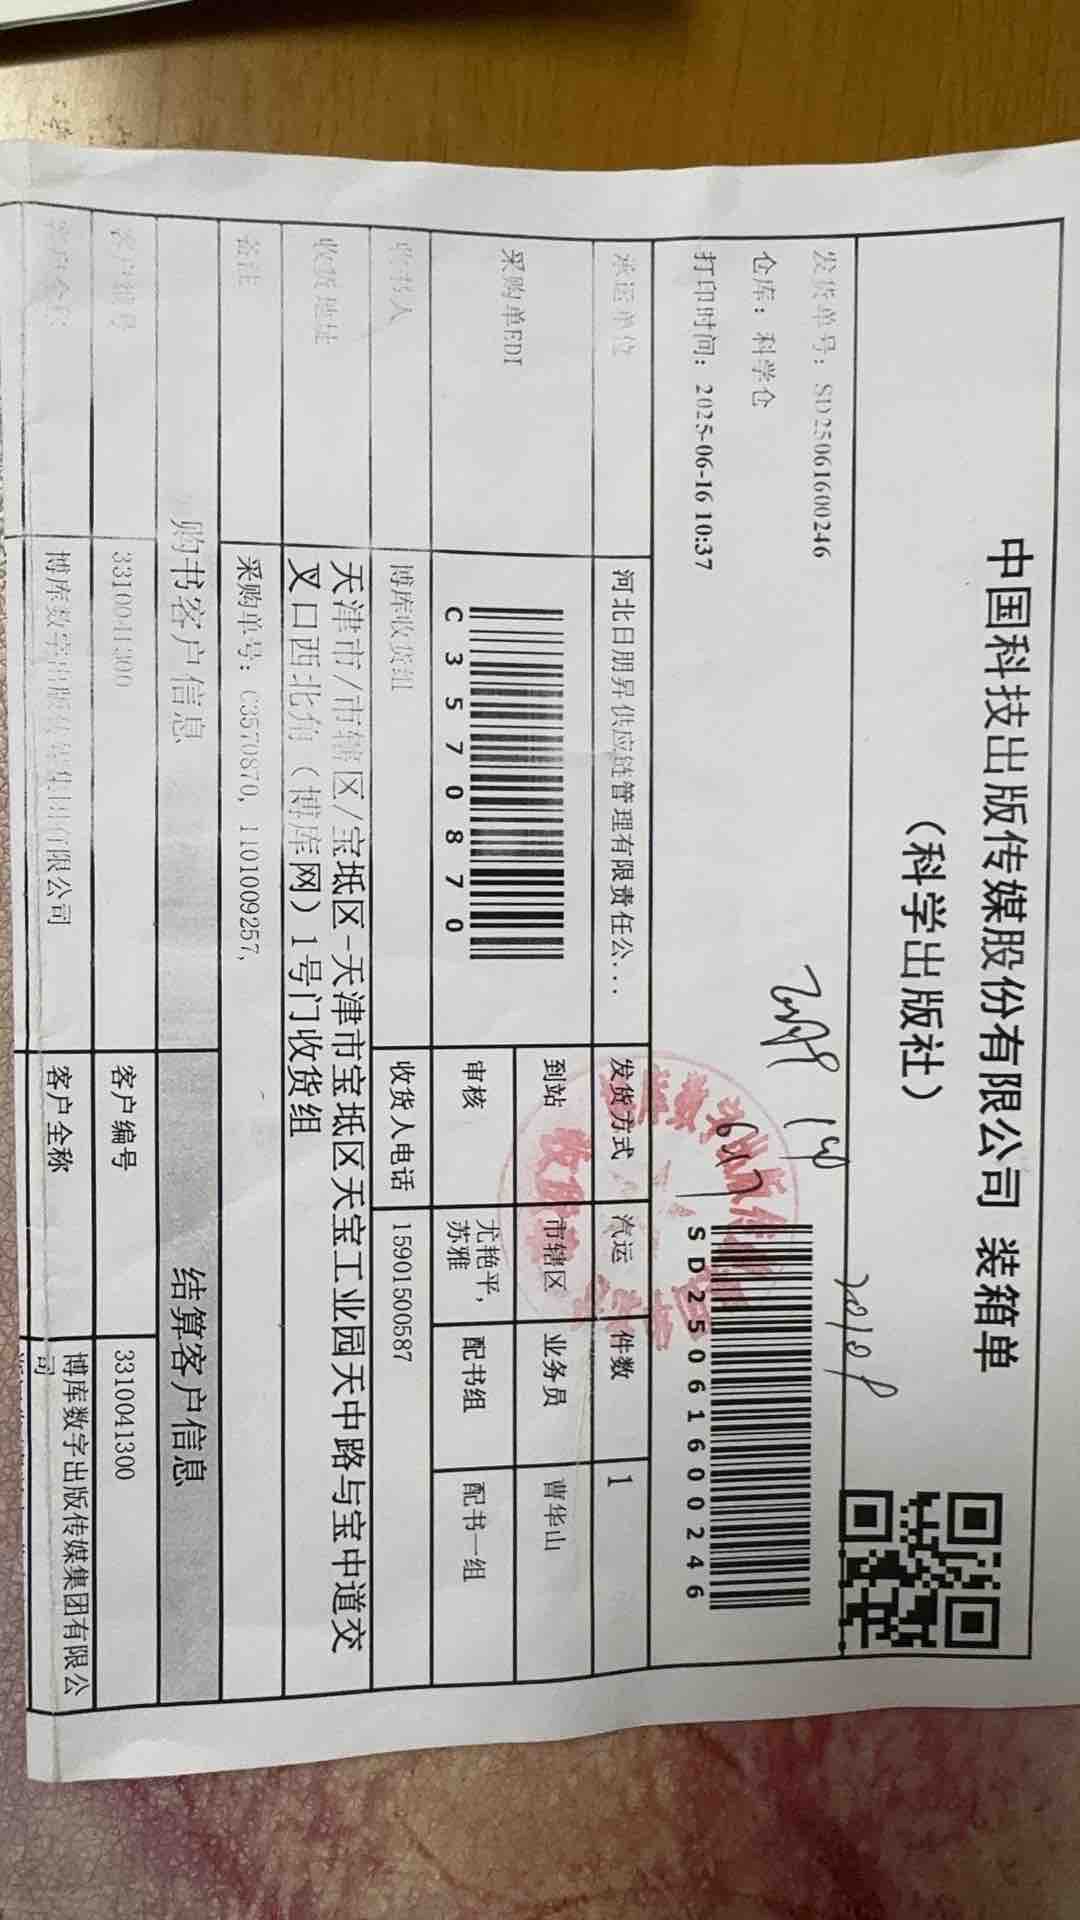 中国科技出版传媒股份有限公司 装箱单
（科学出版社）
发货单号：SD25061600246
仓库：科学仓
打印时间：2025-06-16 10:37
SD25061600246
承运单位 河北日朋昇供应链管理有限责任公... 发货方式 汽运 件数 1
采购单EDI C3570870 到站 市辖区 业务员 曹华山
审核 尤艳平，苏雅 配书组 配书一组
收货人 博库收货组 收货人电话 15901500587
收货地址 天津市/市辖区/宝坻区-天津市宝坻区天宝工业园天中路与宝中道交
叉口西北角（博库网）1号门收货组
备注 采购单号：C3570870, 1101009257,
购书客户信息 结算客户信息
客户编号 3310041300 客户编号 3310041300
客户全称 博库数字出版传媒集团有限公司 客户全称 博库数字出版传媒集团有限公
司